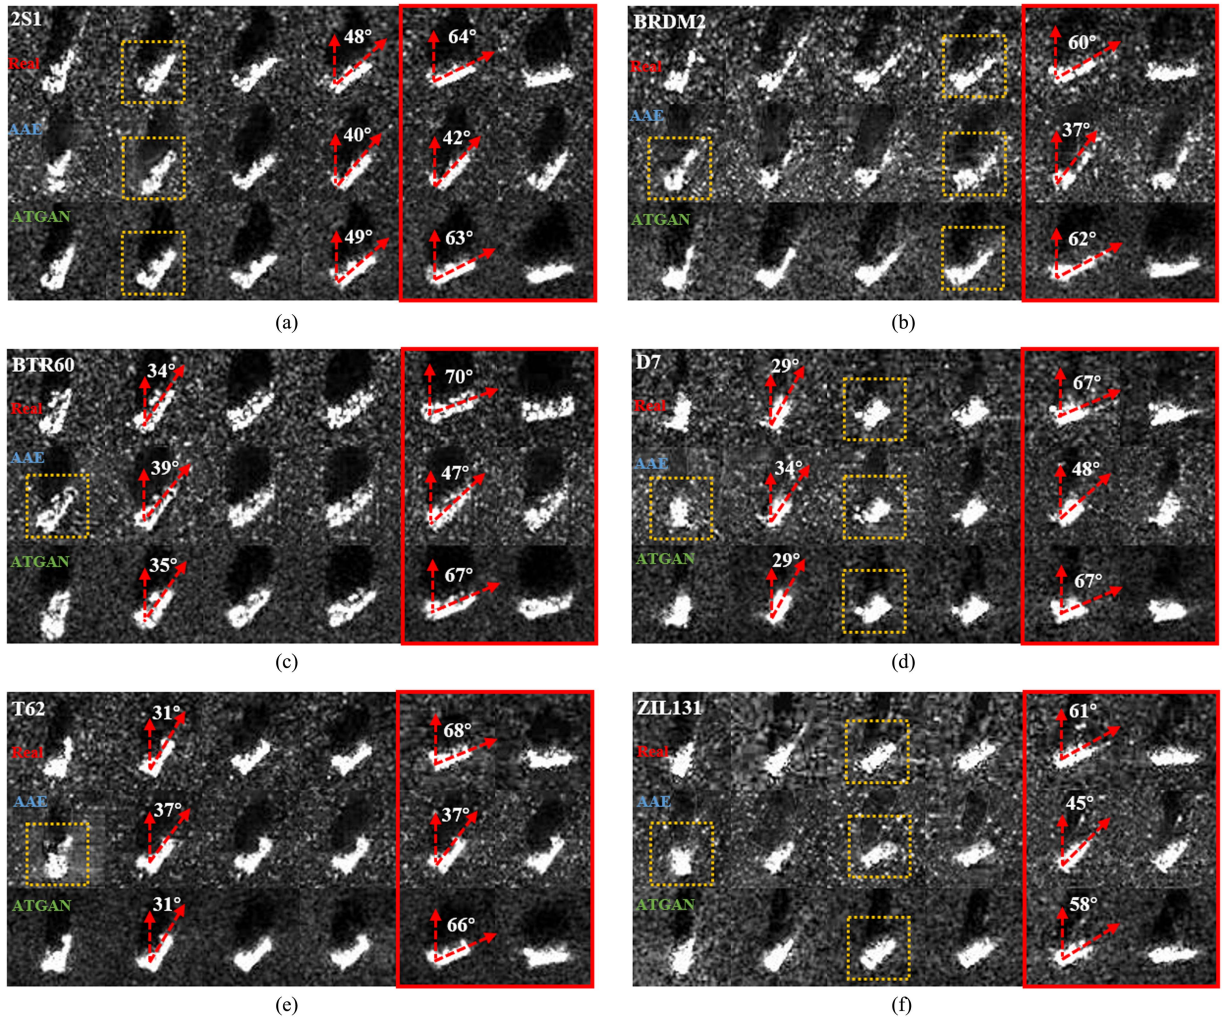 2S1
Real
48°
64°
AAE
40°
42°
ATGAN
49°
63°
(a)
BRDM2
Real
60°
AAE
37°
ATGAN
62°
(b)
BTR60
Real
34°
70°
AAE
39°
47°
ATGAN
35°
67°
(c)
D7
Real
29°
67°
AAE
34°
48°
ATGAN
29°
67°
(d)
T62
Real
31°
68°
AAE
37°
37°
ATGAN
31°
66°
(e)
ZIL131
Real
61°
AAE
45°
ATGAN
58°
(f)